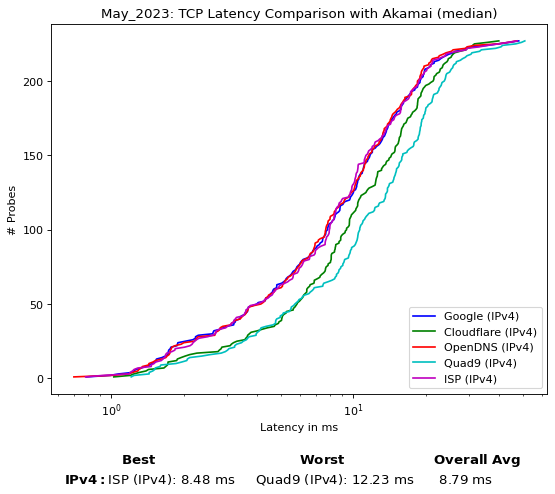 May_2023: TCP Latency Comparison with Akamai (median)
# Probes
200
150
100
50
0
Google (IPv4)
Cloudflare (IPv4)
OpenDNS (IPv4)
Quad9 (IPv4)
ISP (IPv4)
10⁰ 10¹
Latency in ms
Best Worst Overall Avg
IPv4: ISP (IPv4): 8.48 ms Quad9 (IPv4): 12.23 ms 8.79 ms